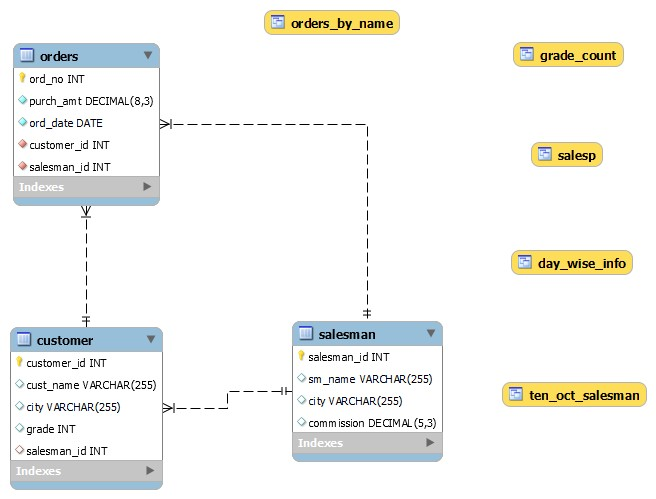 orders_by_name
orders
ord_no INT
purch_amt DECIMAL(8,3)
ord_date DATE
customer_id INT
salesman_id INT
Indexes
grade_count
salesp
day_wise_info
customer
customer_id INT
cust_name VARCHAR(255)
city VARCHAR(255)
grade INT
salesman_id INT
Indexes
salesman
salesman_id INT
sm_name VARCHAR(255)
city VARCHAR(255)
commission DECIMAL(5,3)
Indexes
ten_oct_salesman